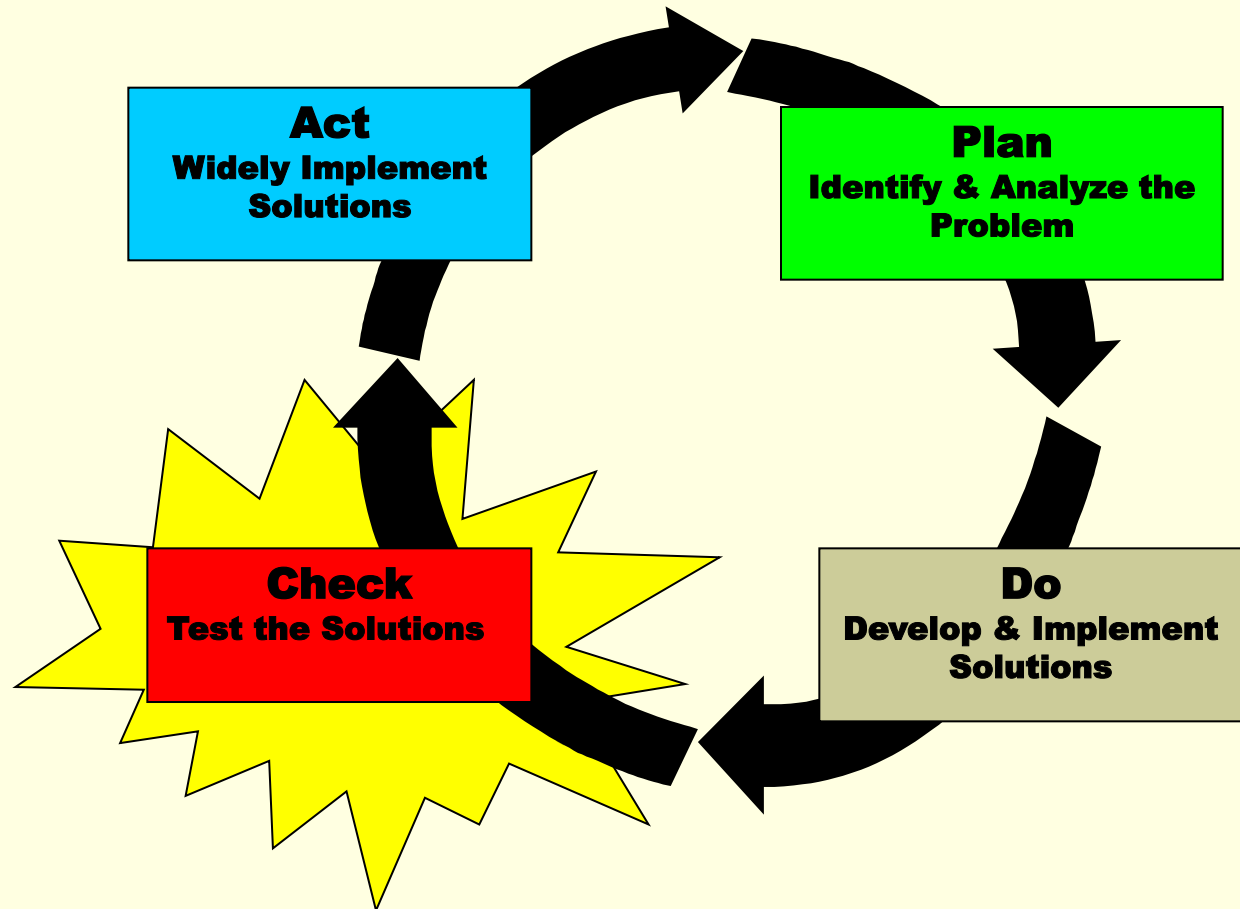 Act
Widely Implement
Solutions
Plan
Identify & Analyze the
Problem
Check
Test the Solutions
Do
Develop & Implement
Solutions